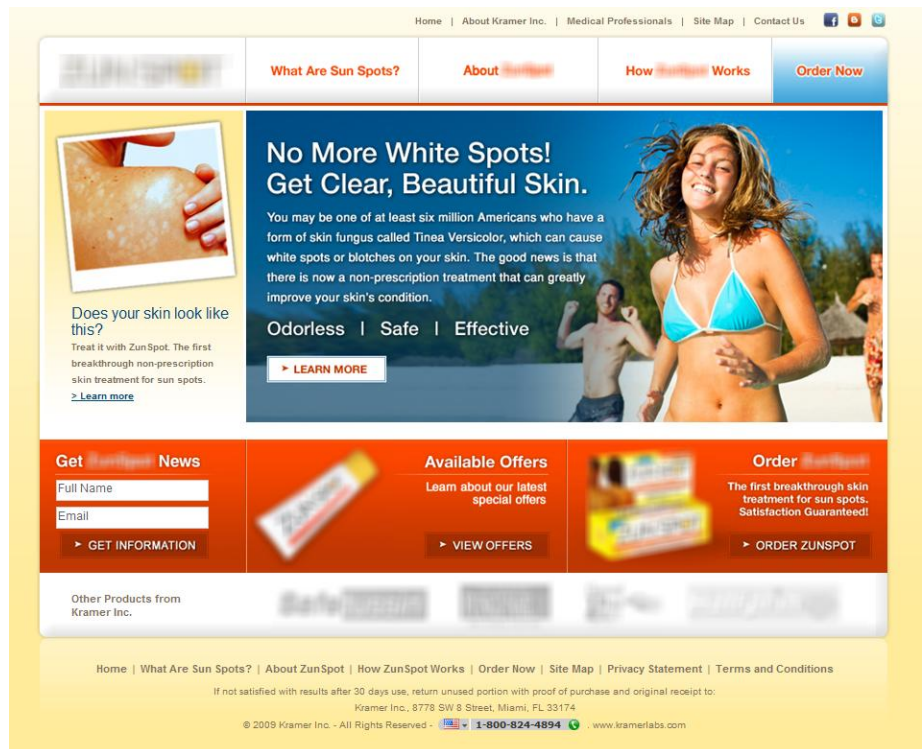 Home | About Kramer Inc. | Medical Professionals | Site Map | Contact Us
What Are Sun Spots?
About
How Works
Order Now
No More White Spots!
Get Clear, Beautiful Skin.
You may be one of at least six million Americans who have a
form of skin fungus called Tinea Versicolor, which can cause
white spots or blotches on your skin. The good news is that
there is now a non-prescription treatment that can greatly
improve your skin's condition.
Odorless | Safe | Effective
LEARN MORE
Does your skin look like
this?
Treat it with ZunSpot. The first
breakthrough non-prescription
skin treatment for sun spots.
> Learn more
Get News
Full Name
Email
GET INFORMATION
Available Offers
Learn about our latest
special offers
VIEW OFFERS
Order
The first breakthrough skin
treatment for sun spots.
Satisfaction Guaranteed!
ORDER ZUNSPOT
Other Products from
Kramer Inc.
Home | What Are Sun Spots? | About ZunSpot | How ZunSpot Works | Order Now | Site Map | Privacy Statement | Terms and Conditions
If not satisfied with results after 30 days use, return unused portion with proof of purchase and original receipt to:
Kramer Inc., 8778 SW 8 Street, Miami, FL 33174
© 2009 Kramer Inc. - All Rights Reserved - 1-800-824-4894 . www.kramerlabs.com